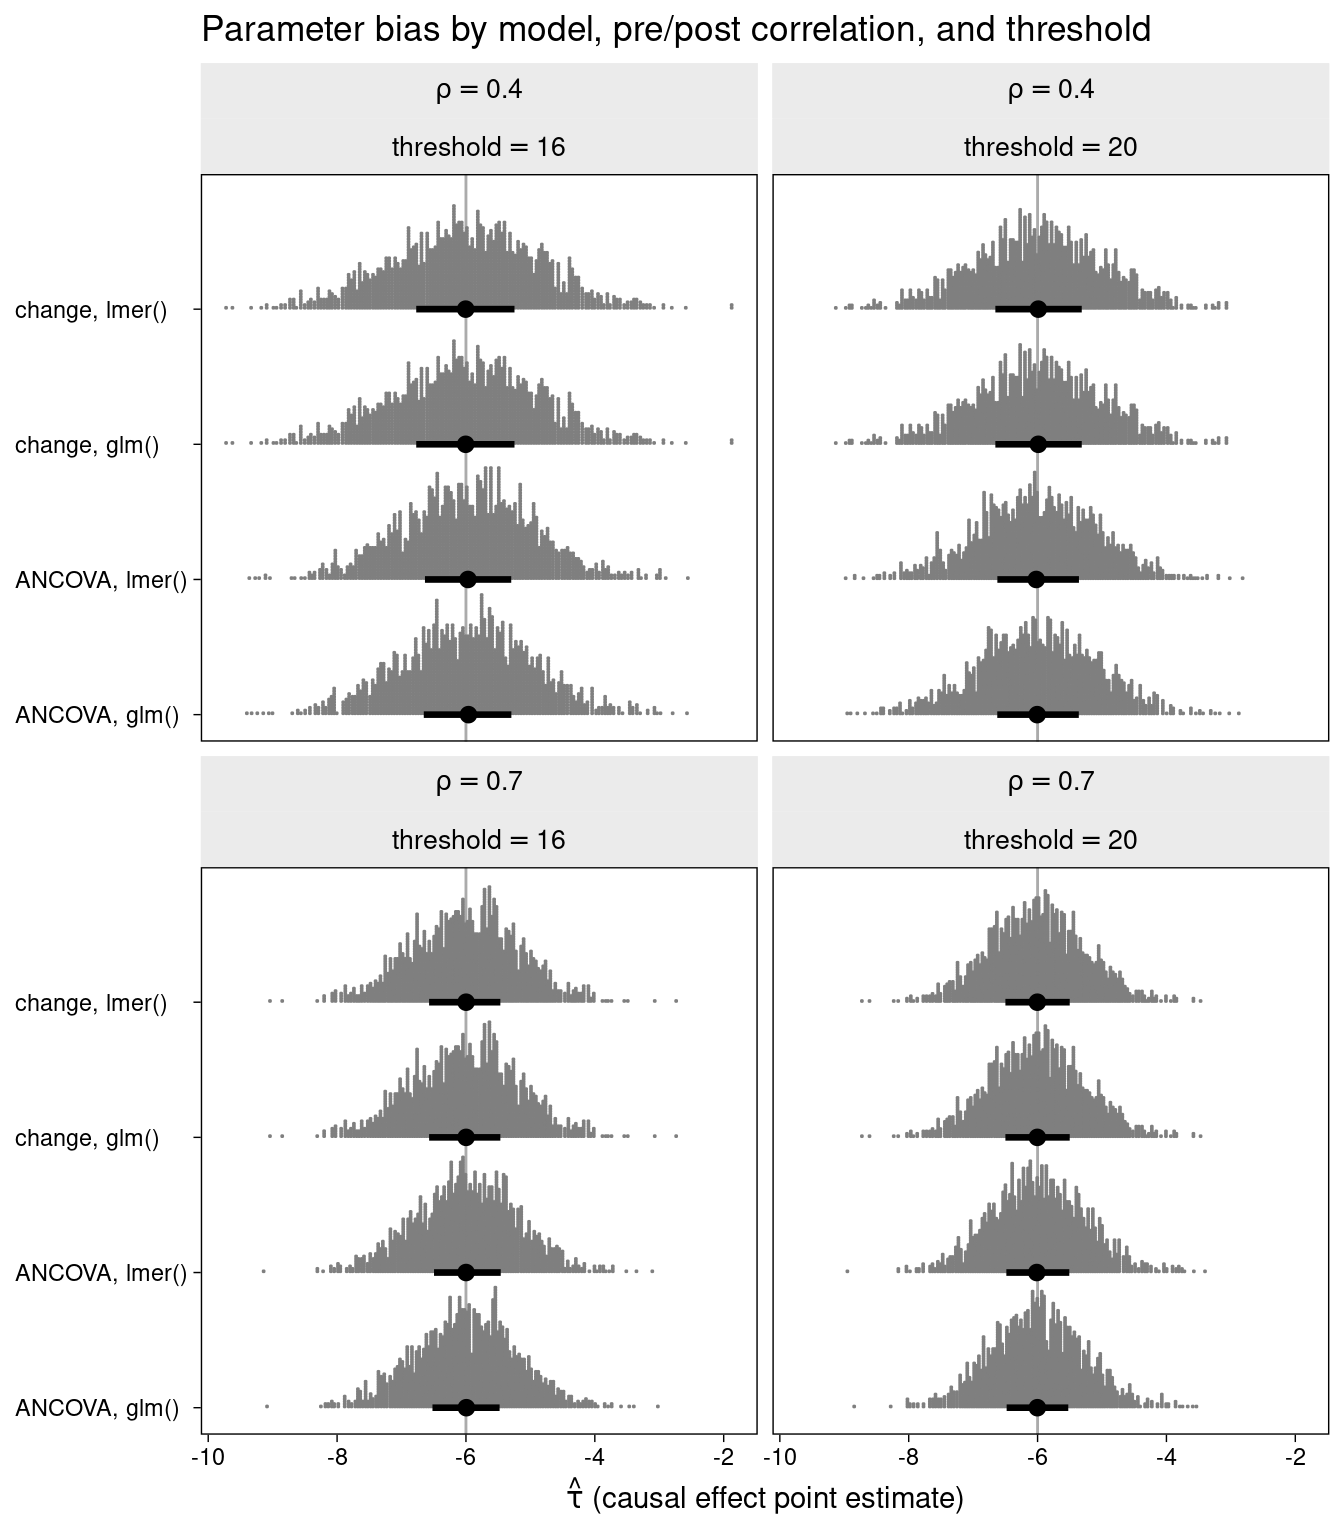 Parameter bias by model, pre/post correlation, and threshold
ρ = 0.4
threshold = 16
ρ = 0.4
threshold = 20
change, lmer()
change, glm()
ANCOVA, lmer()
ANCOVA, glm()
ρ = 0.7
threshold = 16
ρ = 0.7
threshold = 20
change, lmer()
change, glm()
ANCOVA, lmer()
ANCOVA, glm()
-10 -8 -6 -4 -2
-10 -8 -6 -4 -2
τ̂ (causal effect point estimate)